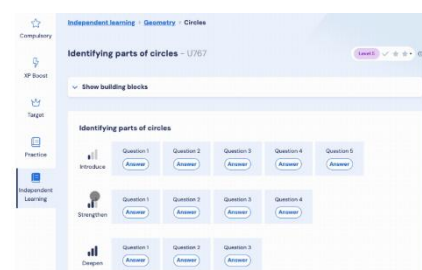 Compulsory
XP Boost
Target
Practice
Independent
Learning
Independent learning › Geometry › Circles
Identifying parts of circles - U767
Level 5
Show building blocks
Identifying parts of circles
Introduce
Question 1 Question 2 Question 3 Question 4 Question 5
Answer Answer Answer Answer Answer
Strengthen
Question 1 Question 2 Question 3 Question 4
Answer Answer Answer Answer
Deepen
Question 1 Question 2 Question 3
Answer Answer Answer